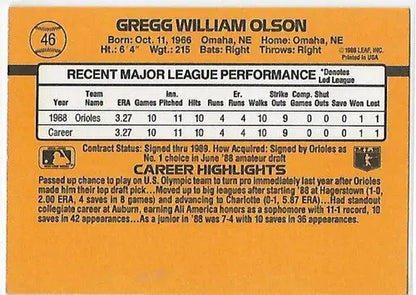 46
GREGG WILLIAM OLSON
Born: Oct. 11, 1966 Omaha, NE Home: Omaha, NE
Ht.: 6'4" Wgt.: 215 Bats: Right Throws: Right
© 1988 LEAF, INC.
Printed in USA
RECENT MAJOR LEAGUE PERFORMANCE *Denotes Led League
Year Team Name ERA Games Inn. Pitched Hits Runs Er. Runs Walks Strike Outs Comp. Games Shut Outs Save Won Lost
1988 Orioles 3.27 10 11 10 4 4 10 9 0 0 0 1 1
Career 3.27 10 11 10 4 4 10 9 0 0 0 1 1
Contract Status: Signed thru 1989. How Acquired: Signed by Orioles as
No. 1 choice in June '88 amateur draft
CAREER HIGHLIGHTS
Passed up chance to play on U.S. Olympic team to turn pro immediately last year after Orioles
made him their top draft pick...Moved up to big leagues after starting '88 at Hagerstown (1-0,
2.00 ERA, 4 saves in 8 games) and advancing to Charlotte (0-1, 5.87 ERA)...Had standout
collegiate career at Auburn, earning All America honors as a sophomore with 11-1 record, 10
saves in 42 appearances...As a junior in '88 was 7-4 with 10 saves in 36 appearances.